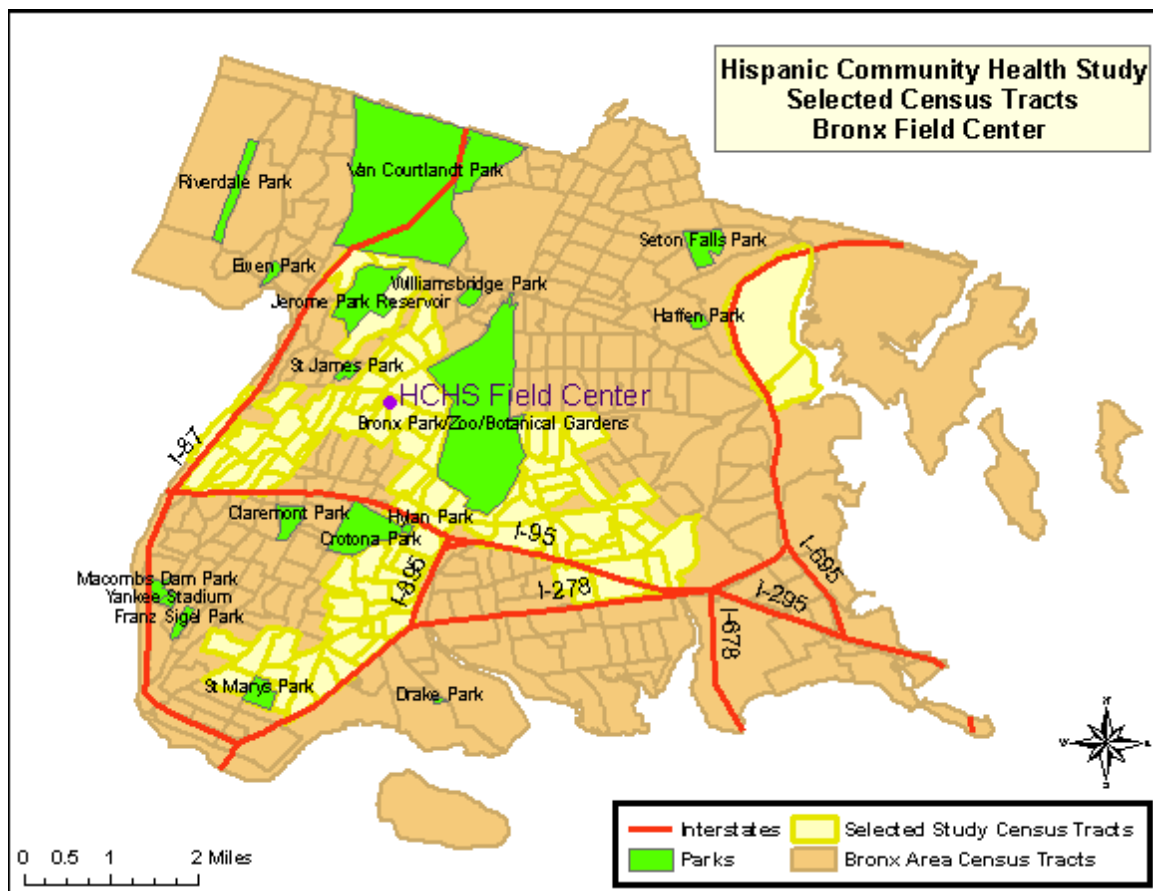 Hispanic Community Health Study
Selected Census Tracts
Bronx Field Center
Van Courtlandt Park
Riverdale Park
Seton Falls Park
Ewen Park
Williamsbridge Park
Jerome Park Reservoir
Haffen Park
St James Park
HCHS Field Center
Bronx Park/Zoo/Botanical Gardens
I-87
Claremont Park
Hylan Park
Crotona Park
I-95
I-895
I-278
I-695
I-295
I-678
Macombs Dam Park
Yankee Stadium
Franz Sigel Park
St Marys Park
Drake Park
N
W
E
S
Interstates
Selected Study Census Tracts
Parks
Bronx Area Census Tracts
0 0.5 1 2 Miles